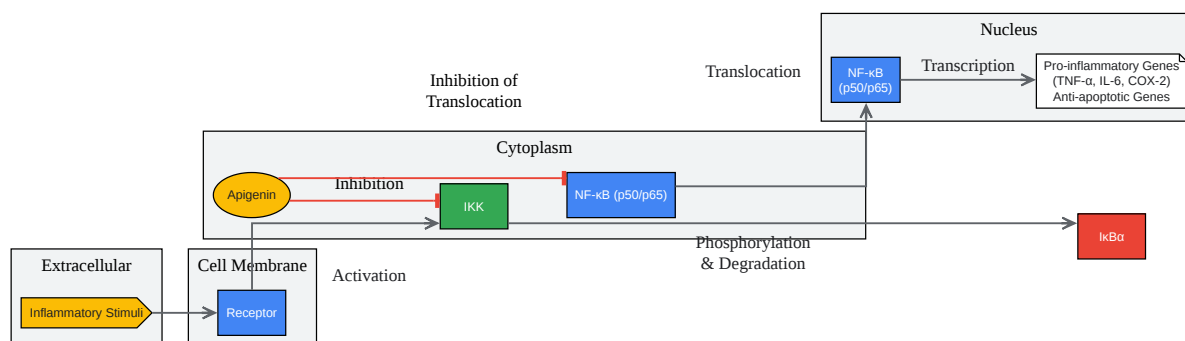 Nucleus
NF-κB
(p50/p65)
Translocation
Transcription
Pro-inflammatory Genes
(TNF-α, IL-6, COX-2)
Anti-apoptotic Genes
Inhibition of
Translocation
Cytoplasm
Apigenin
Inhibition
IKK
NF-κB (p50/p65)
IκBα
Phosphorylation
& Degradation
Extracellular
Cell Membrane
Activation
Inflammatory Stimuli
Receptor